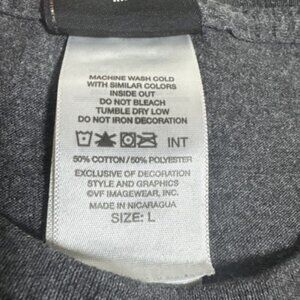 MACHINE WASH COLD
WITH SIMILAR COLORS
INSIDE OUT
DO NOT BLEACH
TUMBLE DRY LOW
DO NOT IRON DECORATION
INT
50% COTTON/50% POLYESTER
EXCLUSIVE OF DECORATION
STYLE AND GRAPHICS
©VF IMAGEWEAR, INC.
MADE IN NICARAGUA
SIZE: L